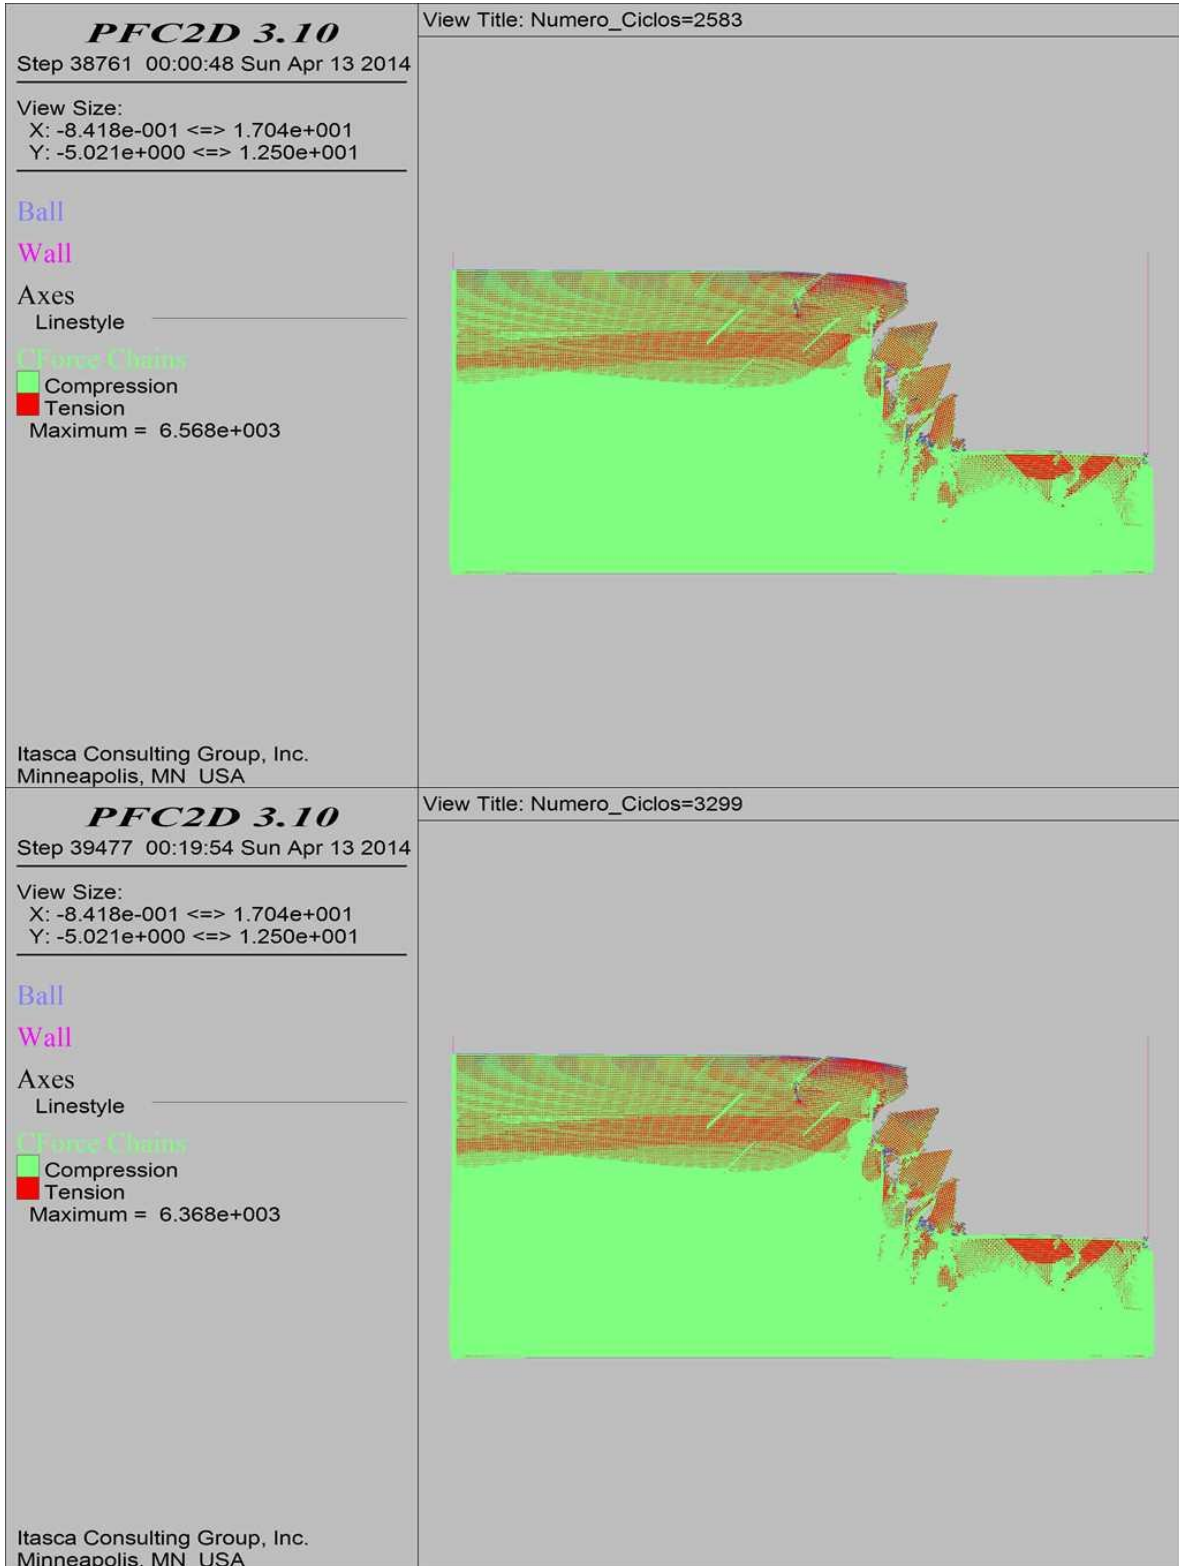 PFC2D 3.10
Step 38761 00:00:48 Sun Apr 13 2014
View Size:
X: -8.418e-001 <=> 1.704e+001
Y: -5.021e+000 <=> 1.250e+001
Ball
Wall
Axes
Linestyle
CForce Chains
Compression
Tension
Maximum = 6.568e+003
Itasca Consulting Group, Inc.
Minneapolis, MN USA
View Title: Numero_Ciclos=2583
PFC2D 3.10
Step 39477 00:19:54 Sun Apr 13 2014
View Size:
X: -8.418e-001 <=> 1.704e+001
Y: -5.021e+000 <=> 1.250e+001
Ball
Wall
Axes
Linestyle
CForce Chains
Compression
Tension
Maximum = 6.368e+003
Itasca Consulting Group, Inc.
Minneapolis, MN USA
View Title: Numero_Ciclos=3299